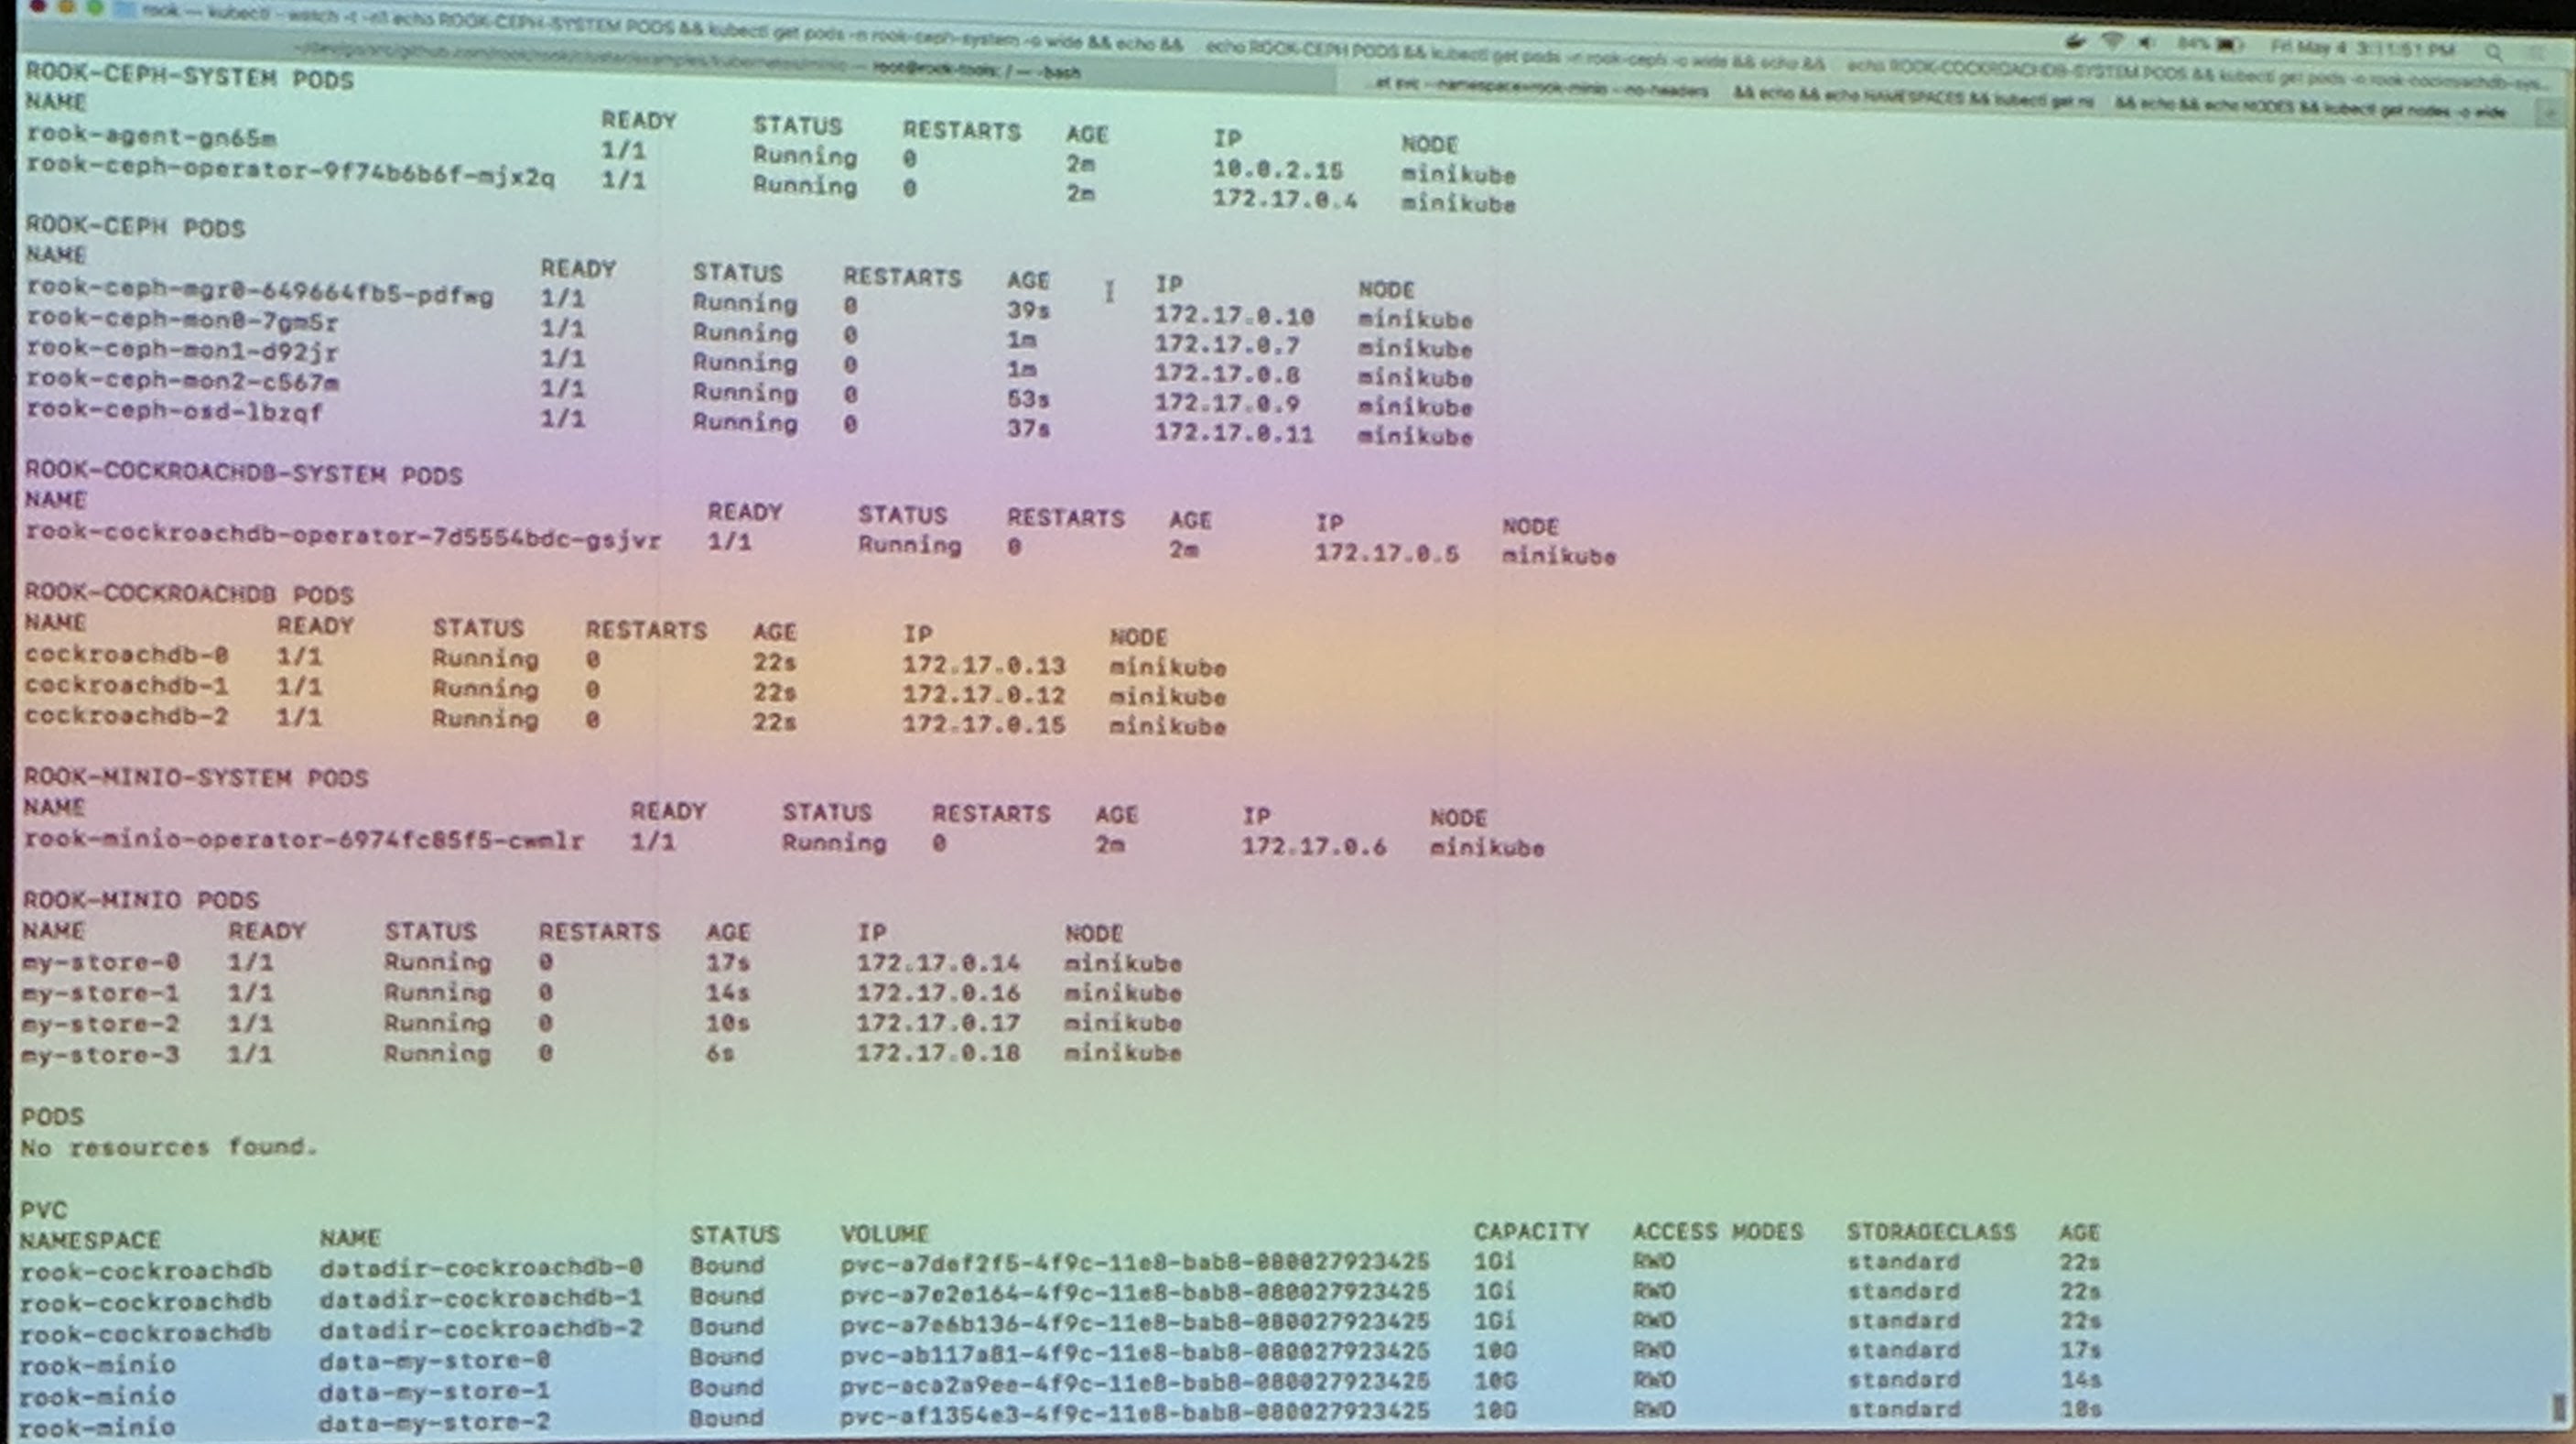 rook — kubectl - watch -t -n1 echo ROOK-CEPH-SYSTEM PODS && kubectl get pods -n rook-ceph-system -o wide && echo && echo ROOK-CEPH PODS && kubectl get pods -n rook-ceph -o wide && echo && echo ROOK-COCKROACHDB-SYSTEM PODS && kubectl get pods -n rook-cockroachdb-sys...
84% Fri May 4 3:11:51 PM
root@rook-tools: / — -bash
...et svc --namespace=rook-minio --no-headers && echo && echo NAMESPACES && kubectl get ns && echo && echo NODES && kubectl get nodes -o wide
ROOK-CEPH-SYSTEM PODS
NAME READY STATUS RESTARTS AGE IP NODE
rook-agent-gn65m 1/1 Running 0 2m 10.0.2.15 minikube
rook-ceph-operator-9f74b6b6f-mjx2q 1/1 Running 0 2m 172.17.0.4 minikube
ROOK-CEPH PODS
NAME READY STATUS RESTARTS AGE IP NODE
rook-ceph-mgr0-649664fb5-pdfwg 1/1 Running 0 39s 172.17.0.10 minikube
rook-ceph-mon0-7gm5r 1/1 Running 0 1m 172.17.0.7 minikube
rook-ceph-mon1-d92jr 1/1 Running 0 1m 172.17.0.8 minikube
rook-ceph-mon2-c567m 1/1 Running 0 53s 172.17.0.9 minikube
rook-ceph-osd-lbzqf 1/1 Running 0 37s 172.17.0.11 minikube
ROOK-COCKROACHDB-SYSTEM PODS
NAME READY STATUS RESTARTS AGE IP NODE
rook-cockroachdb-operator-7d5554bdc-gsjvr 1/1 Running 0 2m 172.17.0.5 minikube
ROOK-COCKROACHDB PODS
NAME READY STATUS RESTARTS AGE IP NODE
cockroachdb-0 1/1 Running 0 22s 172.17.0.13 minikube
cockroachdb-1 1/1 Running 0 22s 172.17.0.12 minikube
cockroachdb-2 1/1 Running 0 22s 172.17.0.15 minikube
ROOK-MINIO-SYSTEM PODS
NAME READY STATUS RESTARTS AGE IP NODE
rook-minio-operator-6974fc85f5-cwmlr 1/1 Running 0 2m 172.17.0.6 minikube
ROOK-MINIO PODS
NAME READY STATUS RESTARTS AGE IP NODE
my-store-0 1/1 Running 0 17s 172.17.0.14 minikube
my-store-1 1/1 Running 0 14s 172.17.0.16 minikube
my-store-2 1/1 Running 0 10s 172.17.0.17 minikube
my-store-3 1/1 Running 0 6s 172.17.0.18 minikube
PODS
No resources found.
PVC
NAMESPACE NAME STATUS VOLUME CAPACITY ACCESS MODES STORAGECLASS AGE
rook-cockroachdb datadir-cockroachdb-0 Bound pvc-a7def2f5-4f9c-11e8-bab8-080027923425 1Gi RWO standard 22s
rook-cockroachdb datadir-cockroachdb-1 Bound pvc-a7e2e164-4f9c-11e8-bab8-080027923425 1Gi RWO standard 22s
rook-cockroachdb datadir-cockroachdb-2 Bound pvc-a7e6b136-4f9c-11e8-bab8-080027923425 1Gi RWO standard 22s
rook-minio data-my-store-0 Bound pvc-ab117a81-4f9c-11e8-bab8-080027923425 10G RWO standard 17s
rook-minio data-my-store-1 Bound pvc-aca2a9ee-4f9c-11e8-bab8-080027923425 10G RWO standard 14s
rook-minio data-my-store-2 Bound pvc-af1354e3-4f9c-11e8-bab8-080027923425 10G RWO standard 10s